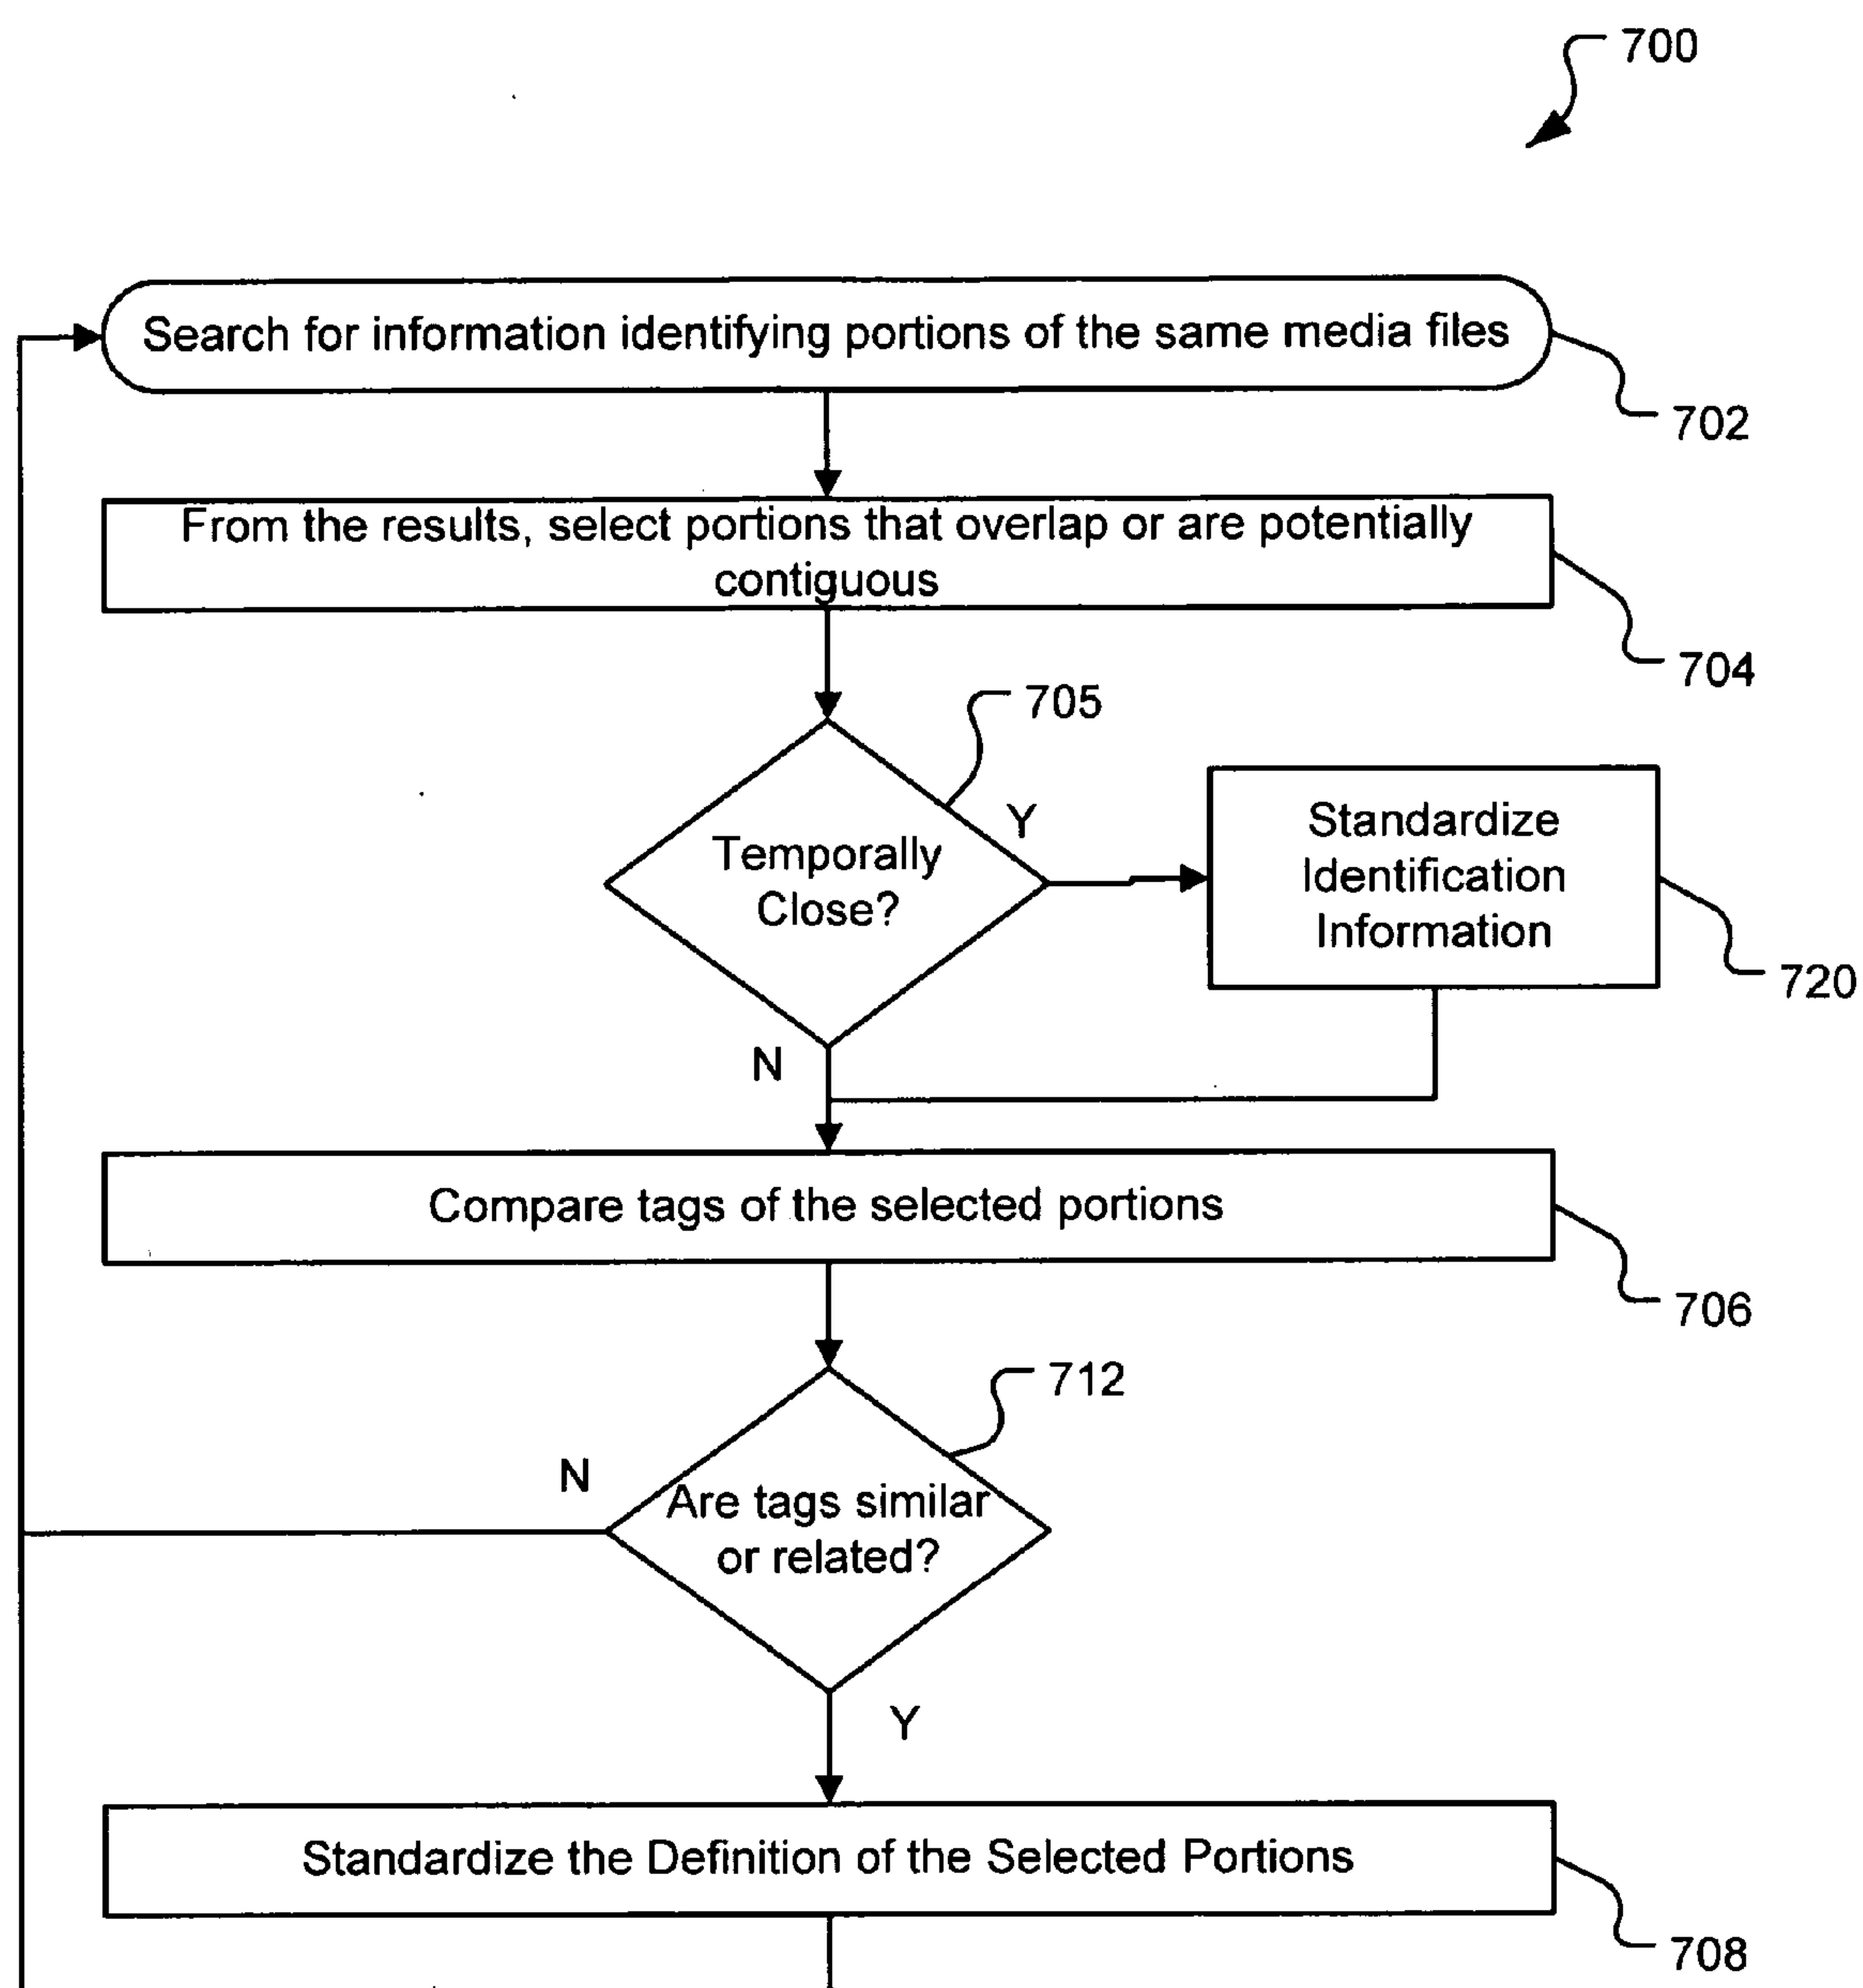 700
Search for information identifying portions of the same media files
702
From the results, select portions that overlap or are potentially
contiguous
704
705
Y
Temporally
Close?
Standardize
Identification
Information
720
N
Compare tags of the selected portions
706
712
N
Are tags similar
or related?
Y
Standardize the Definition of the Selected Portions
708